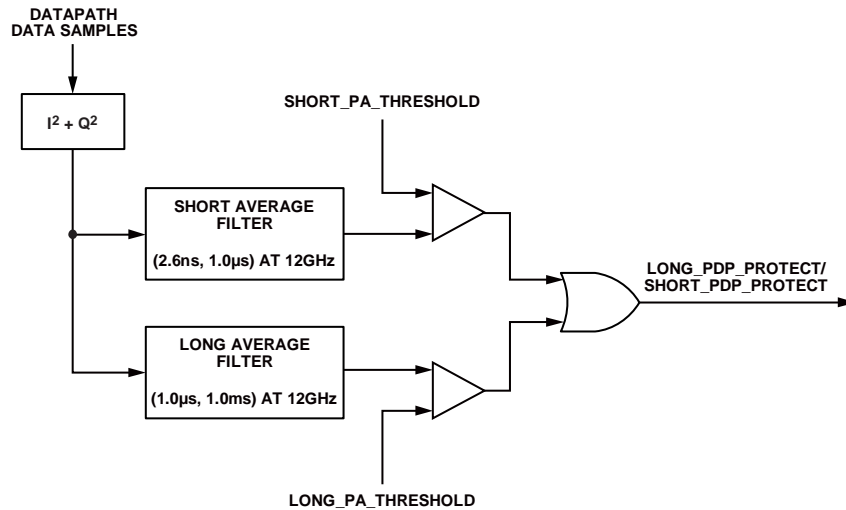 DATAPATH
DATA SAMPLES
I² + Q²
SHORT_PA_THRESHOLD
SHORT AVERAGE
FILTER
(2.6ns, 1.0µs) AT 12GHz
LONG_PDP_PROTECT/
SHORT_PDP_PROTECT
LONG AVERAGE
FILTER
(1.0µs, 1.0ms) AT 12GHz
LONG_PA_THRESHOLD